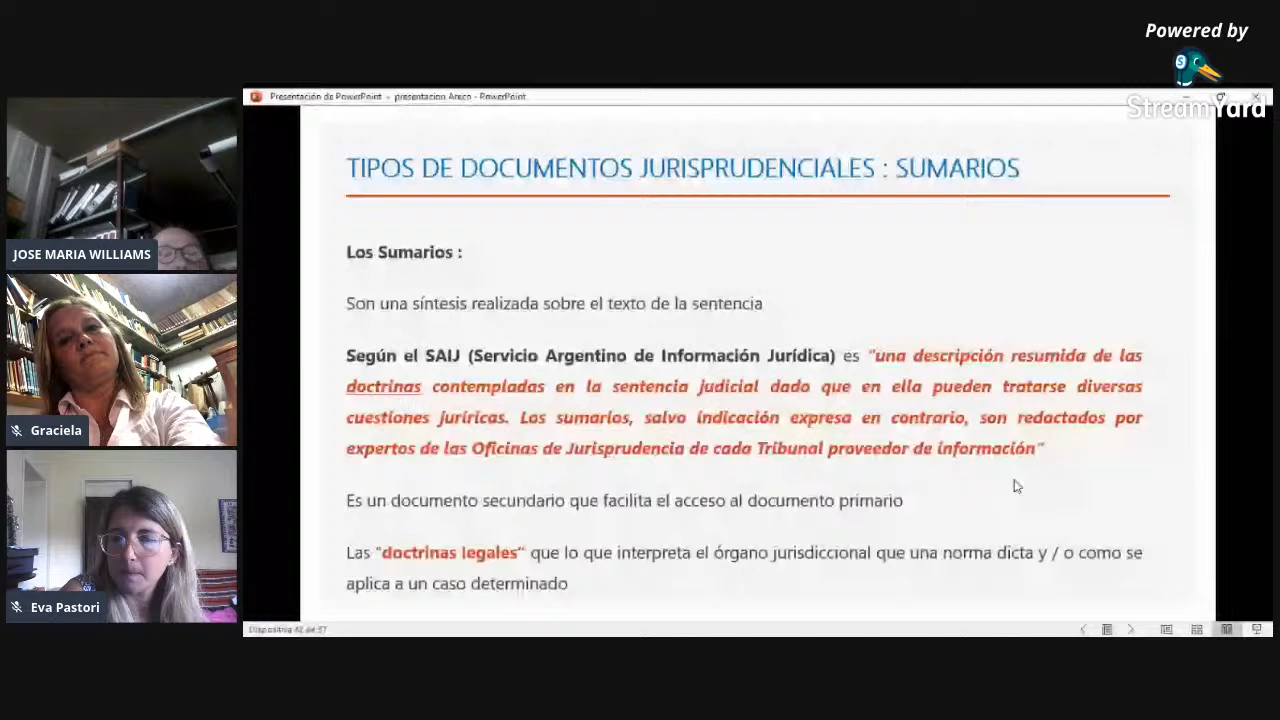 Powered by
StreamYard
Presentación de PowerPoint - presentacion Areco - PowerPoint
TIPOS DE DOCUMENTOS JURISPRUDENCIALES : SUMARIOS
Los Sumarios :
Son una síntesis realizada sobre el texto de la sentencia
Según el SAIJ (Servicio Argentino de Información Jurídica) es "una descripción resumida de las
doctrinas contempladas en la sentencia judicial dado que en ella pueden tratarse diversas
cuestiones juríricas. Los sumarios, salvo indicación expresa en contrario, son redactados por
expertos de las Oficinas de Jurisprudencia de cada Tribunal proveedor de información"
Es un documento secundario que facilita el acceso al documento primario
Las "doctrinas legales" que lo que interpreta el órgano jurisdiccional que una norma dicta y / o como se
aplica a un caso determinado
Diapositiva 42 de 57
JOSE MARIA WILLIAMS
Graciela
Eva Pastori